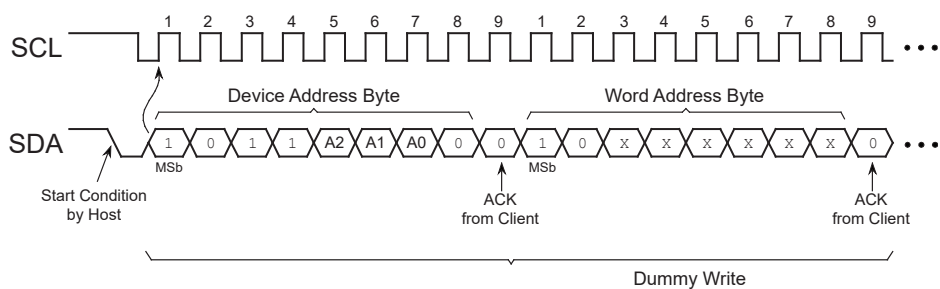 1 2 3 4 5 6 7 8 9 1 2 3 4 5 6 7 8 9
SCL
Device Address Byte Word Address Byte
SDA 1 0 1 1 A2 A1 A0 0 0 1 0 X X X X X X 0
MSb MSb
Start Condition
by Host
ACK
from Client
ACK
from Client
Dummy Write